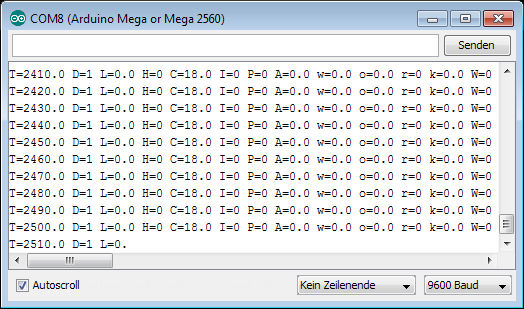 COM8 (Arduino Mega or Mega 2560)
Senden
T=2410.0 D=1 L=0.0 H=0 C=18.0 I=0 P=0 A=0.0 w=0.0 o=0.0 r=0 k=0.0 W=0
T=2420.0 D=1 L=0.0 H=0 C=18.0 I=0 P=0 A=0.0 w=0.0 o=0.0 r=0 k=0.0 W=0
T=2430.0 D=1 L=0.0 H=0 C=18.0 I=0 P=0 A=0.0 w=0.0 o=0.0 r=0 k=0.0 W=0
T=2440.0 D=1 L=0.0 H=0 C=18.0 I=0 P=0 A=0.0 w=0.0 o=0.0 r=0 k=0.0 W=0
T=2450.0 D=1 L=0.0 H=0 C=18.0 I=0 P=0 A=0.0 w=0.0 o=0.0 r=0 k=0.0 W=0
T=2460.0 D=1 L=0.0 H=0 C=18.0 I=0 P=0 A=0.0 w=0.0 o=0.0 r=0 k=0.0 W=0
T=2470.0 D=1 L=0.0 H=0 C=18.0 I=0 P=0 A=0.0 w=0.0 o=0.0 r=0 k=0.0 W=0
T=2480.0 D=1 L=0.0 H=0 C=18.0 I=0 P=0 A=0.0 w=0.0 o=0.0 r=0 k=0.0 W=0
T=2490.0 D=1 L=0.0 H=0 C=18.0 I=0 P=0 A=0.0 w=0.0 o=0.0 r=0 k=0.0 W=0
T=2500.0 D=1 L=0.0 H=0 C=18.0 I=0 P=0 A=0.0 w=0.0 o=0.0 r=0 k=0.0 W=0
T=2510.0 D=1 L=0.
Autoscroll
Kein Zeilenende
9600 Baud